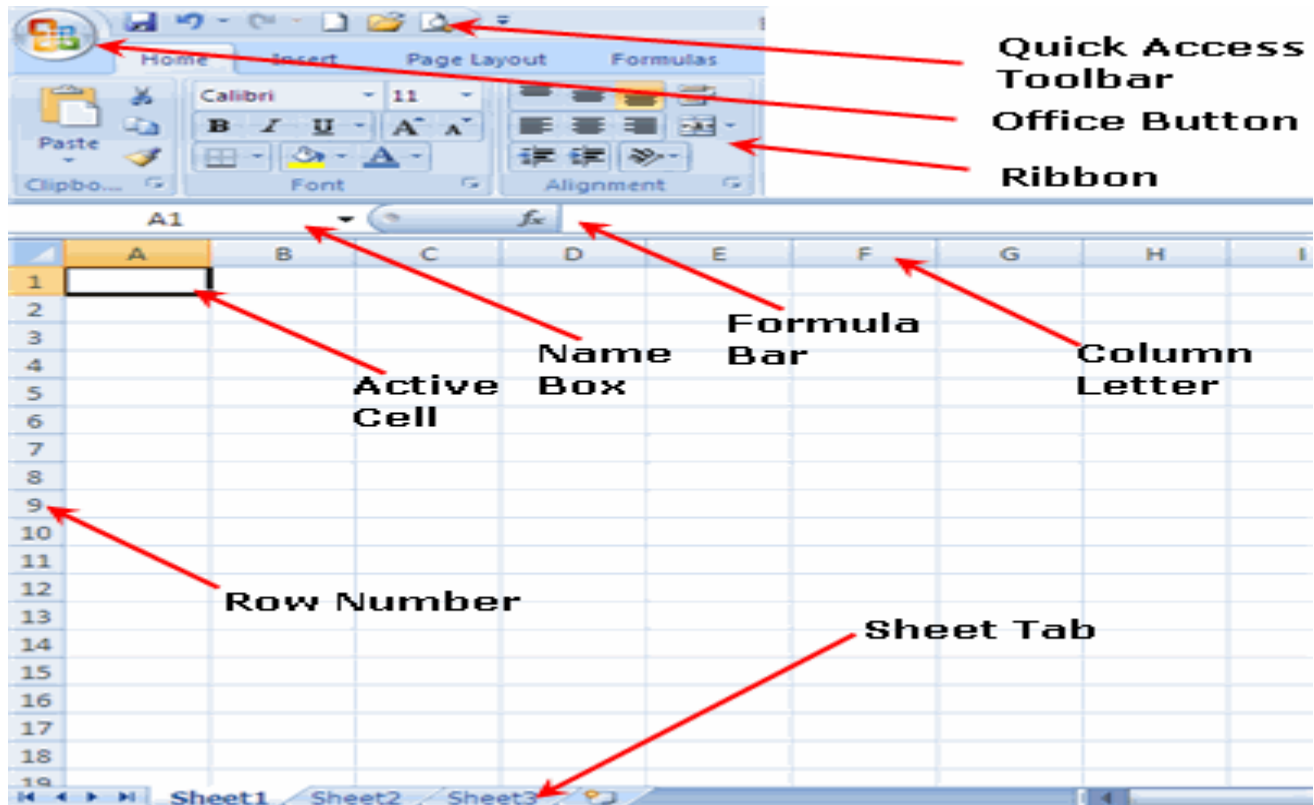 Quick Access
Toolbar
Home Insert Page Layout Formulas
Office Button
Calibri 11
B I U A A
Paste
Ribbon
Clipbo... Font Alignment
A1 fx
A B C D E F G H I
1
2
3
4
5
6
7
8
9
10
11
12
13
14
15
16
17
18
19
Active
Cell
Name
Box
Formula
Bar
Column
Letter
Row Number
Sheet Tab
Sheet1 Sheet2 Sheet3